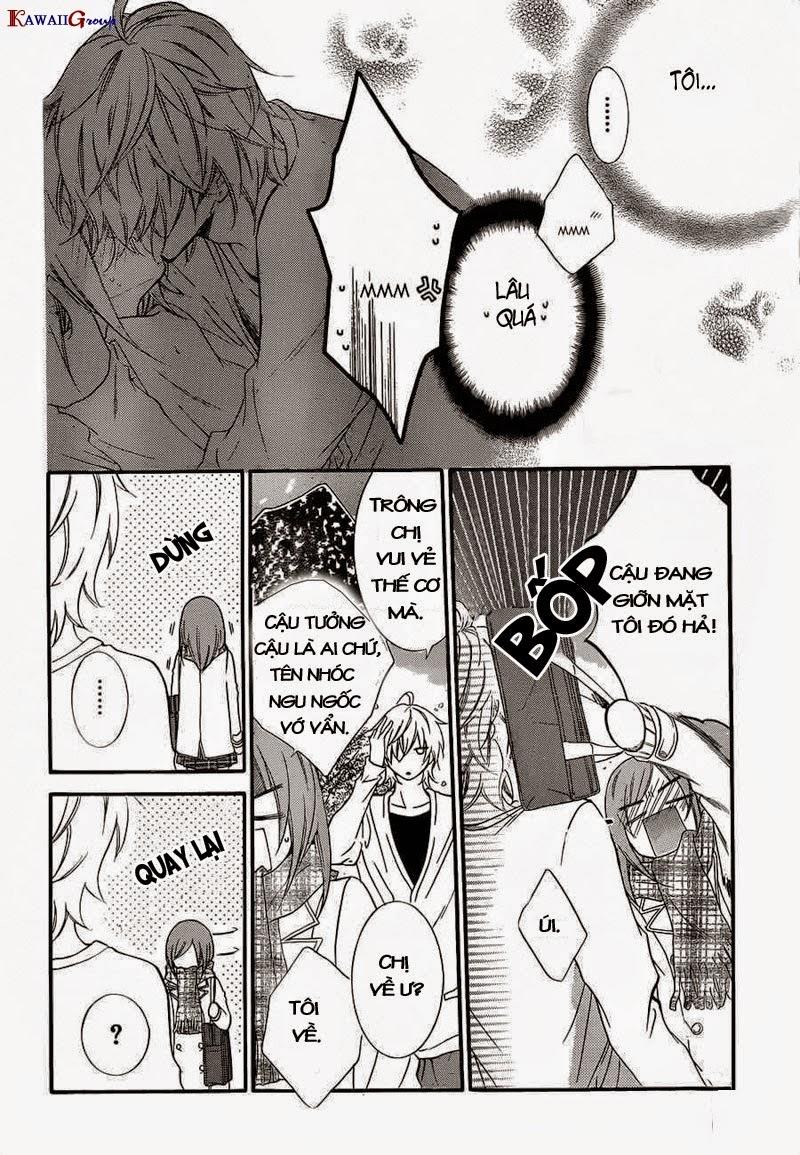 KAWAIIGroup
TÔI...
......
MMM
LÂU
QUÁ
MMM
CẬU ĐANG
GIỠN MẶT
TÔI ĐÓ HẢ!
BỐP
ÚI.
TRÔNG
CHỊ
VUI VẺ
THẾ CƠ
MÀ.
CẬU TƯỞNG
CẬU LÀ AI CHỨ,
TÊN NHÓC
NGU NGỐC
VỚ VẨN.
CHỊ
VỀ Ư?
TÔI
VỀ.
DỪNG
......
QUAY LẠI
?